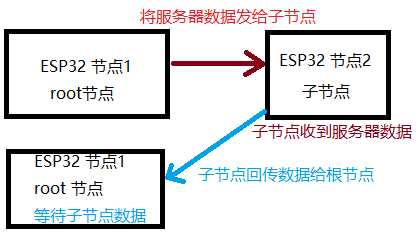 将服务器数据发给子节点
ESP32 节点1
root节点
ESP32 节点2
子节点
子节点收到服务器数据
ESP32 节点1
root 节点
等待子节点数据
子节点回传数据给根节点